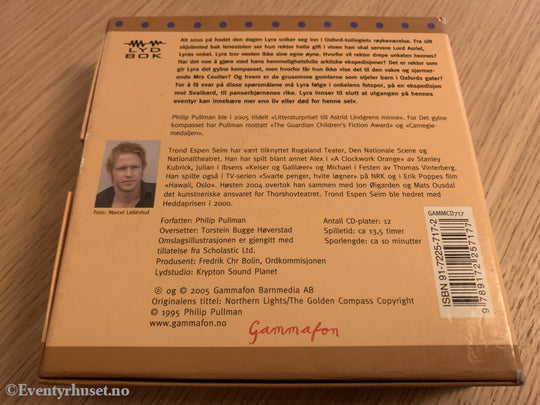 LYD
BOK
Alt snus på hodet den dagen Lyra sniker seg inn i Oxford-kollegiets røykeværelse. Fra sitt
skjulested bak lenestolen ser hun rektor helle gift i vinen han skal servere Lord Asriel,
Lyras onkel. Lyra tror nesten ikke sine egne øyne. Hvorfor vil rektor drepe onkelen hennes?
Har det noe å gjøre med hans hemmelighetsfulle arktiske ekspedisjoner? Det er rektor som
gir Lyra det gylne kompasset, men hvorfor får hun ikke vise det til den vakre og sjarmer-
ende Mrs Coulter? Og hvem er de grusomme gomlerne som stjeler barn i Oxfords gater?
For å få svar på disse spørsmålene må Lyra følge i onkelens fotspor, på en ekspedisjon
mot Svalbard, til panserbjørnenes rike. Lyra innser til slutt at utgangen på hennes
eventyr kan innebære mer enn liv eller død for henne selv.
Philip Pullman ble i 2005 tildelt «Litteraturpriset till Astrid Lindgrens minne». For Det gylne
kompasset har Pullman mottatt «The Guardian Children's Fiction Award» og «Carnegie-
medaljen».
Trond Espen Seim har vært tilknyttet Rogaland Teater, Den Nationale Scene og
Nationaltheatret. Han har spilt blant annet Alex i «A Clockwork Orange» av Stanley
Kubrick, Julian i Ibsens «Keiser og Galilæer» og Michael i Festen av Thomas Vinterberg.
Han spilte også i TV-serien «Svarte penger, hvite løgner» på NRK og i Erik Poppes film
«Hawaii, Oslo». Høsten 2004 overtok han sammen med Jon Øigarden og Mats Ousdal
det kunstneriske ansvaret for Thorshovteatret. Trond Espen Seim ble hedret med
Heddaprisen i 2000.
Foto: Marcel Leliënhof
Forfatter: Philip Pullman
Oversetter: Torstein Bugge Høverstad
Omslagsillustrasjonen er gjengitt med
tillatelse fra Scholastic Ltd.
Produsent: Fredrik Chr Bolin, Ordkommisjonen
Lydstudio: Krypton Sound Planet
Antall CD-plater: 12
Spilletid: ca 13,5 timer
Sporlengde: ca 10 minutter
GAMMCD717
ISBN 91-7225-717-2
9 789172 257177
℗ og © 2005 Gammafon Barnmedia AB
Originalens tittel: Northern Lights/The Golden Compass Copyright
© 1995 Philip Pullman
www.gammafon.no
Gammafon
© Eventyrhuset.no